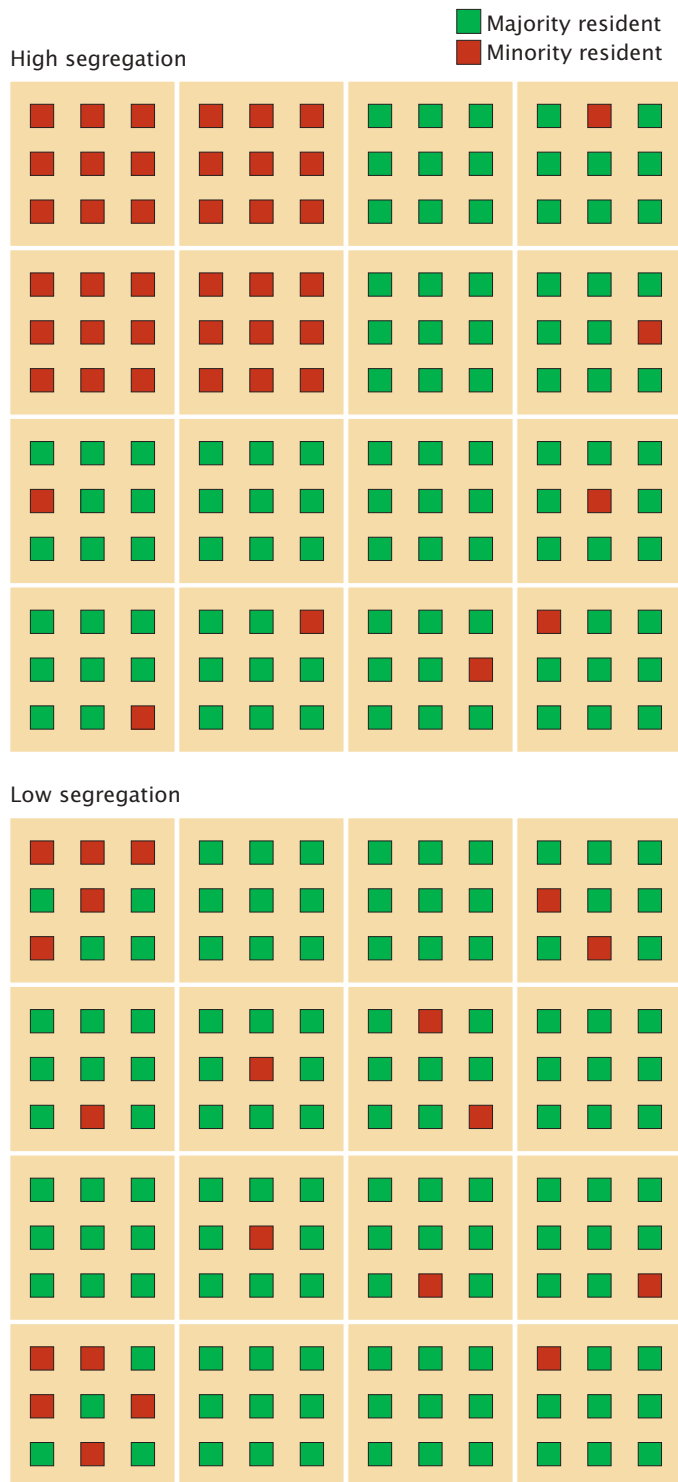 Majority resident
Minority resident
High segregation
Low segregation